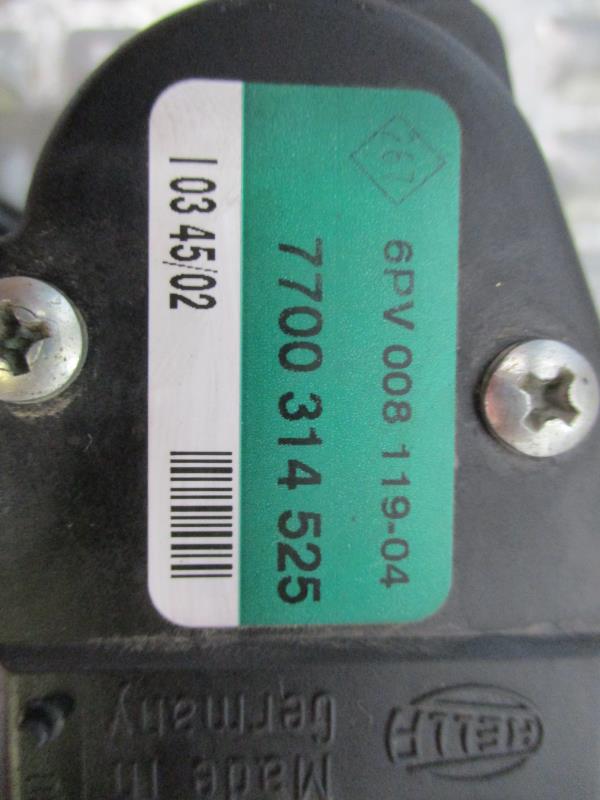 767
6PV 008 119-04
7700 314 525
I 03 45/02
HELLA
Made in
Germany